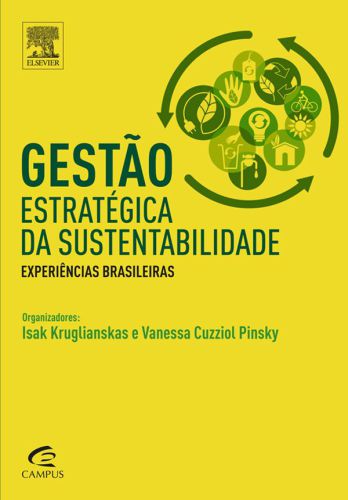 ELSEVIER
GESTÃO
ESTRATÉGICA
DA SUSTENTABILIDADE
EXPERIÊNCIAS BRASILEIRAS
Organizadores:
Isak Kruglianskas e Vanessa Cuzziol Pinsky
CAMPUS